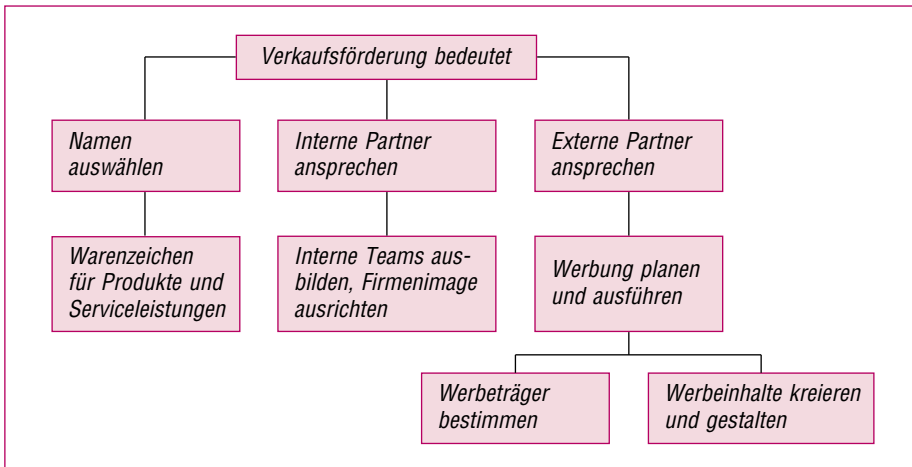 Verkaufsförderung bedeutet
Namen
auswählen
Interne Partner
ansprechen
Externe Partner
ansprechen
Warenzeichen
für Produkte und
Serviceleistungen
Interne Teams aus-
bilden, Firmenimage
ausrichten
Werbung planen
und ausführen
Werbeträger
bestimmen
Werbeinhalte kreieren
und gestalten